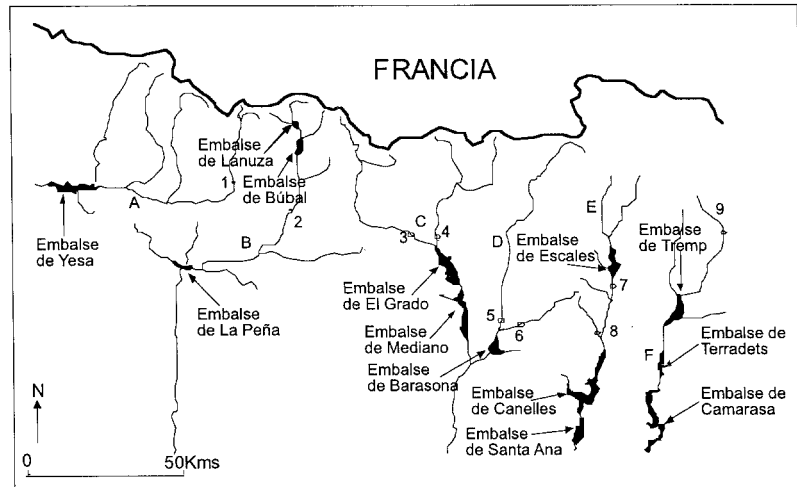 FRANCIA
Embalse
de Lánuza
Embalse
de Búbal
1
A
2
B
Embalse
de Yesa
Embalse
de La Peña
3
C
4
D
E
9
Embalse
de Escales
Embalse
de Tremp
7
Embalse
de El Grado
5
6
8
Embalse
de Mediano
Embalse
de Barasona
F
Embalse de
Terradets
Embalse
de Canelles
Embalse de
Camarasa
Embalse
de Santa Ana
N
0
50Kms